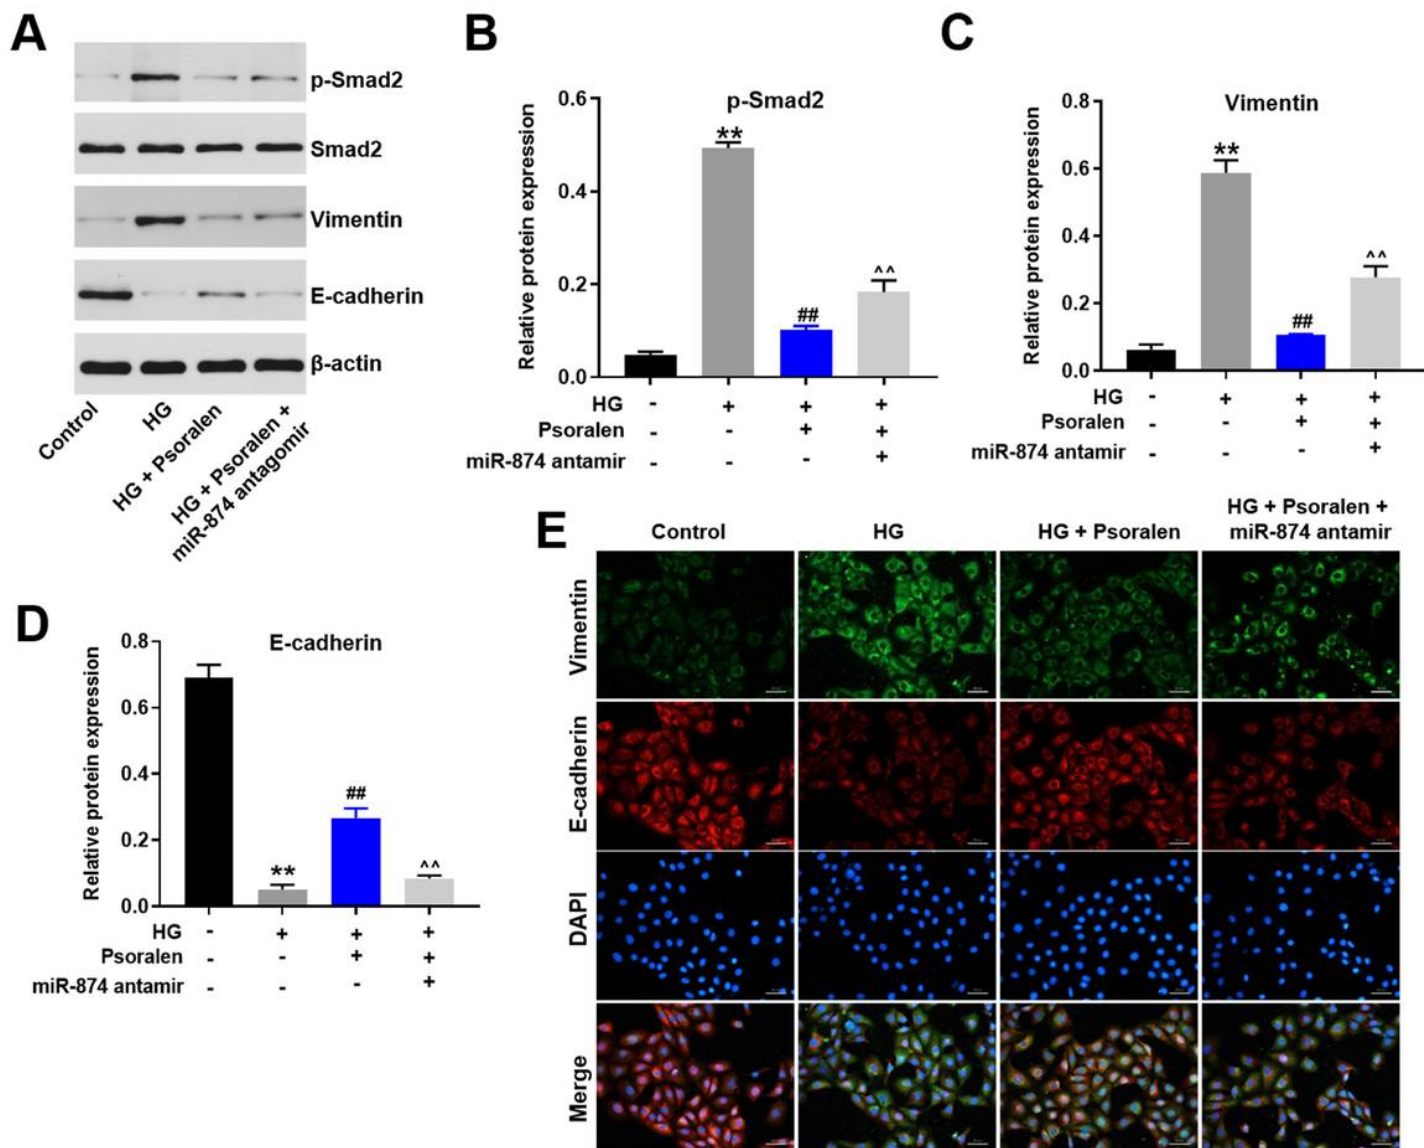 A
p-Smad2
Smad2
Vimentin
E-cadherin
β-actin
Control
HG
HG + Psoralen
HG + Psoralen +
miR-874 antagomir
B
p-Smad2
Relative protein expression
0.6
0.4
0.2
0.0
**
##
^^
HG - + + +
Psoralen - - + +
miR-874 antamir - - - +
C
Vimentin
Relative protein expression
0.8
0.6
0.4
0.2
0.0
**
##
^^
HG - + + +
Psoralen - - + +
miR-874 antamir - - - +
D
E-cadherin
Relative protein expression
0.8
0.6
0.4
0.2
0.0
**
##
^^
HG - + + +
Psoralen - - + +
miR-874 antamir - - - +
E
Control
HG
HG + Psoralen
HG + Psoralen +
miR-874 antamir
Vimentin
E-cadherin
DAPI
Merge